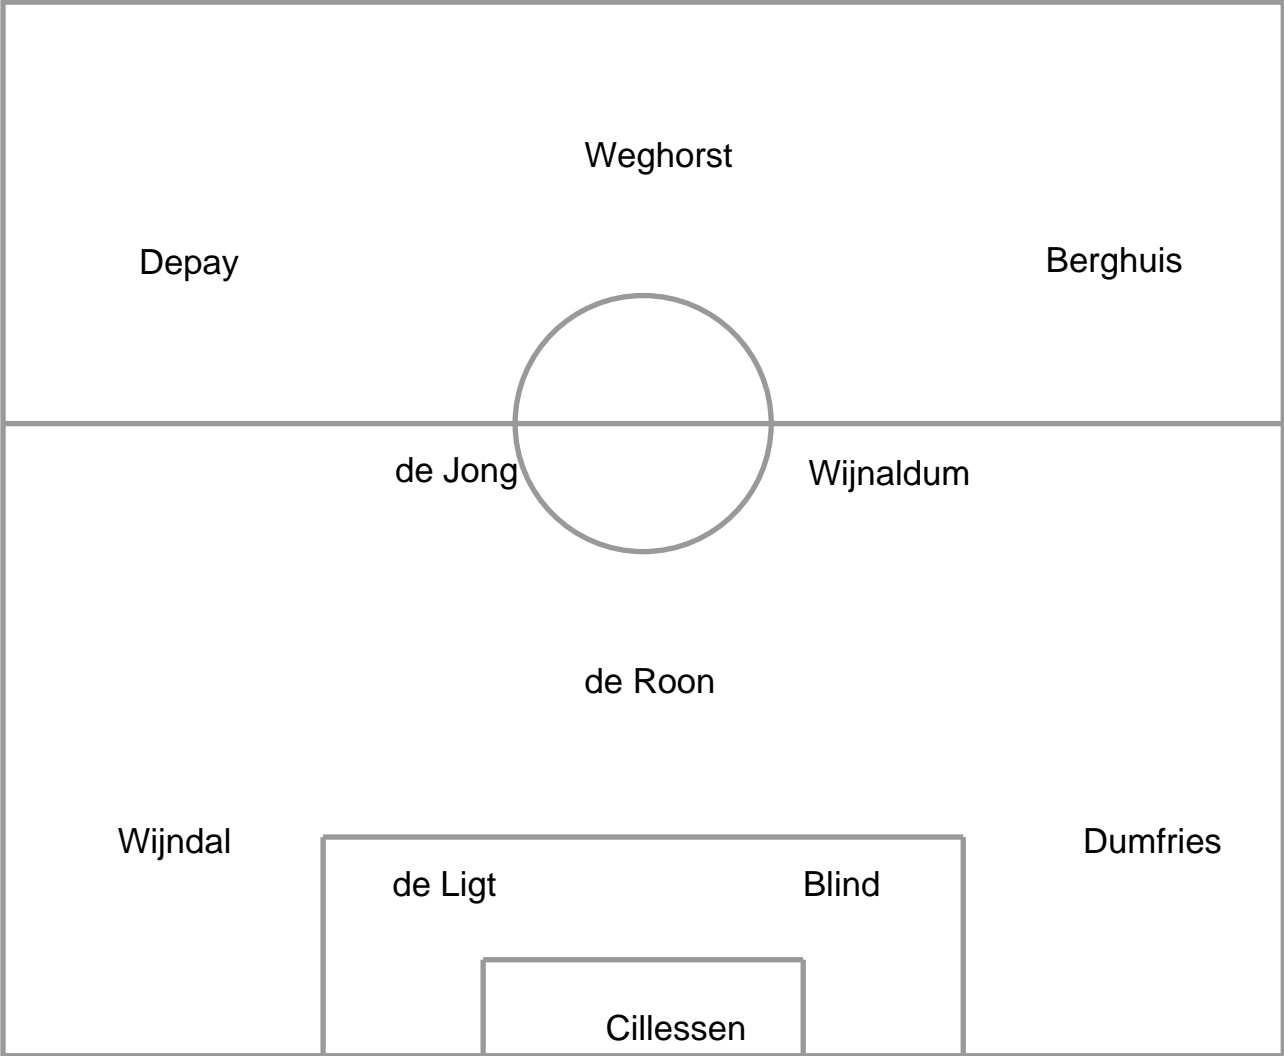 Weghorst
Depay
Berghuis
de Jong
Wijnaldum
de Roon
Wijndal
Dumfries
de Ligt
Blind
Cillessen